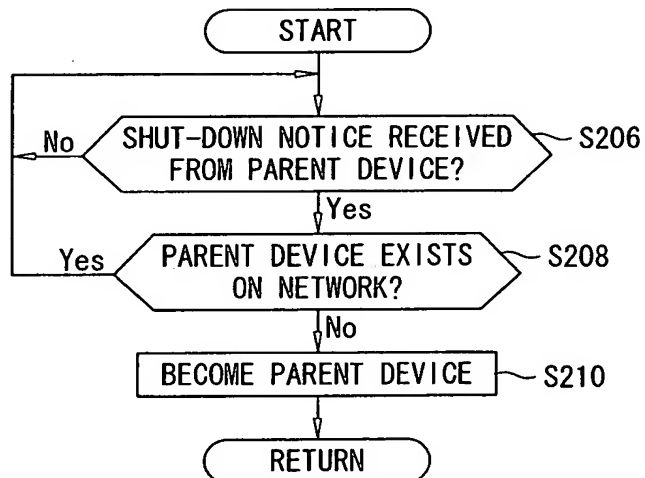 START
No
SHUT-DOWN NOTICE RECEIVED
FROM PARENT DEVICE?
S206
Yes
Yes
PARENT DEVICE EXISTS
ON NETWORK?
S208
No
BECOME PARENT DEVICE
S210
RETURN